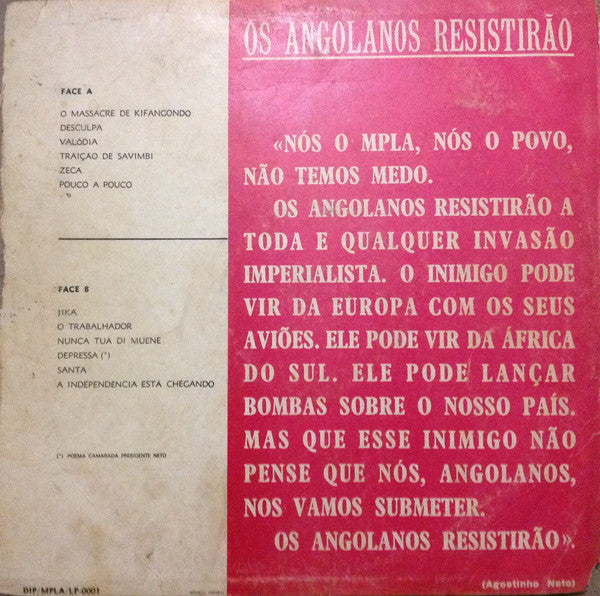 OS ANGOLANOS RESISTIRÃO
FACE A
O MASSACRE DE KIFANGONDO
DESCULPA
VALÓDIA
TRAIÇÃO DE SAVIMBI
ZECA
POUCO A POUCO
FACE B
JIKA
O TRABALHADOR
NUNCA TUA DI MUENE
DEPRESSA (*)
SANTA
A INDEPENDÊNCIA ESTÁ CHEGANDO
(*) POEMA CAMARADA PRESIDENTE NETO
DIP/MPLA/LP-0001
«NÓS O MPLA, NÓS O POVO,
NÃO TEMOS MEDO.
OS ANGOLANOS RESISTIRÃO A
TODA E QUALQUER INVASÃO
IMPERIALISTA. O INIMIGO PODE
VIR DA EUROPA COM OS SEUS
AVIÕES. ELE PODE VIR DA ÁFRICA
DO SUL. ELE PODE LANÇAR
BOMBAS SOBRE O NOSSO PAÍS.
MAS QUE ESSE INIMIGO NÃO
PENSE QUE NÓS, ANGOLANOS,
NOS VAMOS SUBMETER.
OS ANGOLANOS RESISTIRÃO».
(Agostinho Neto)